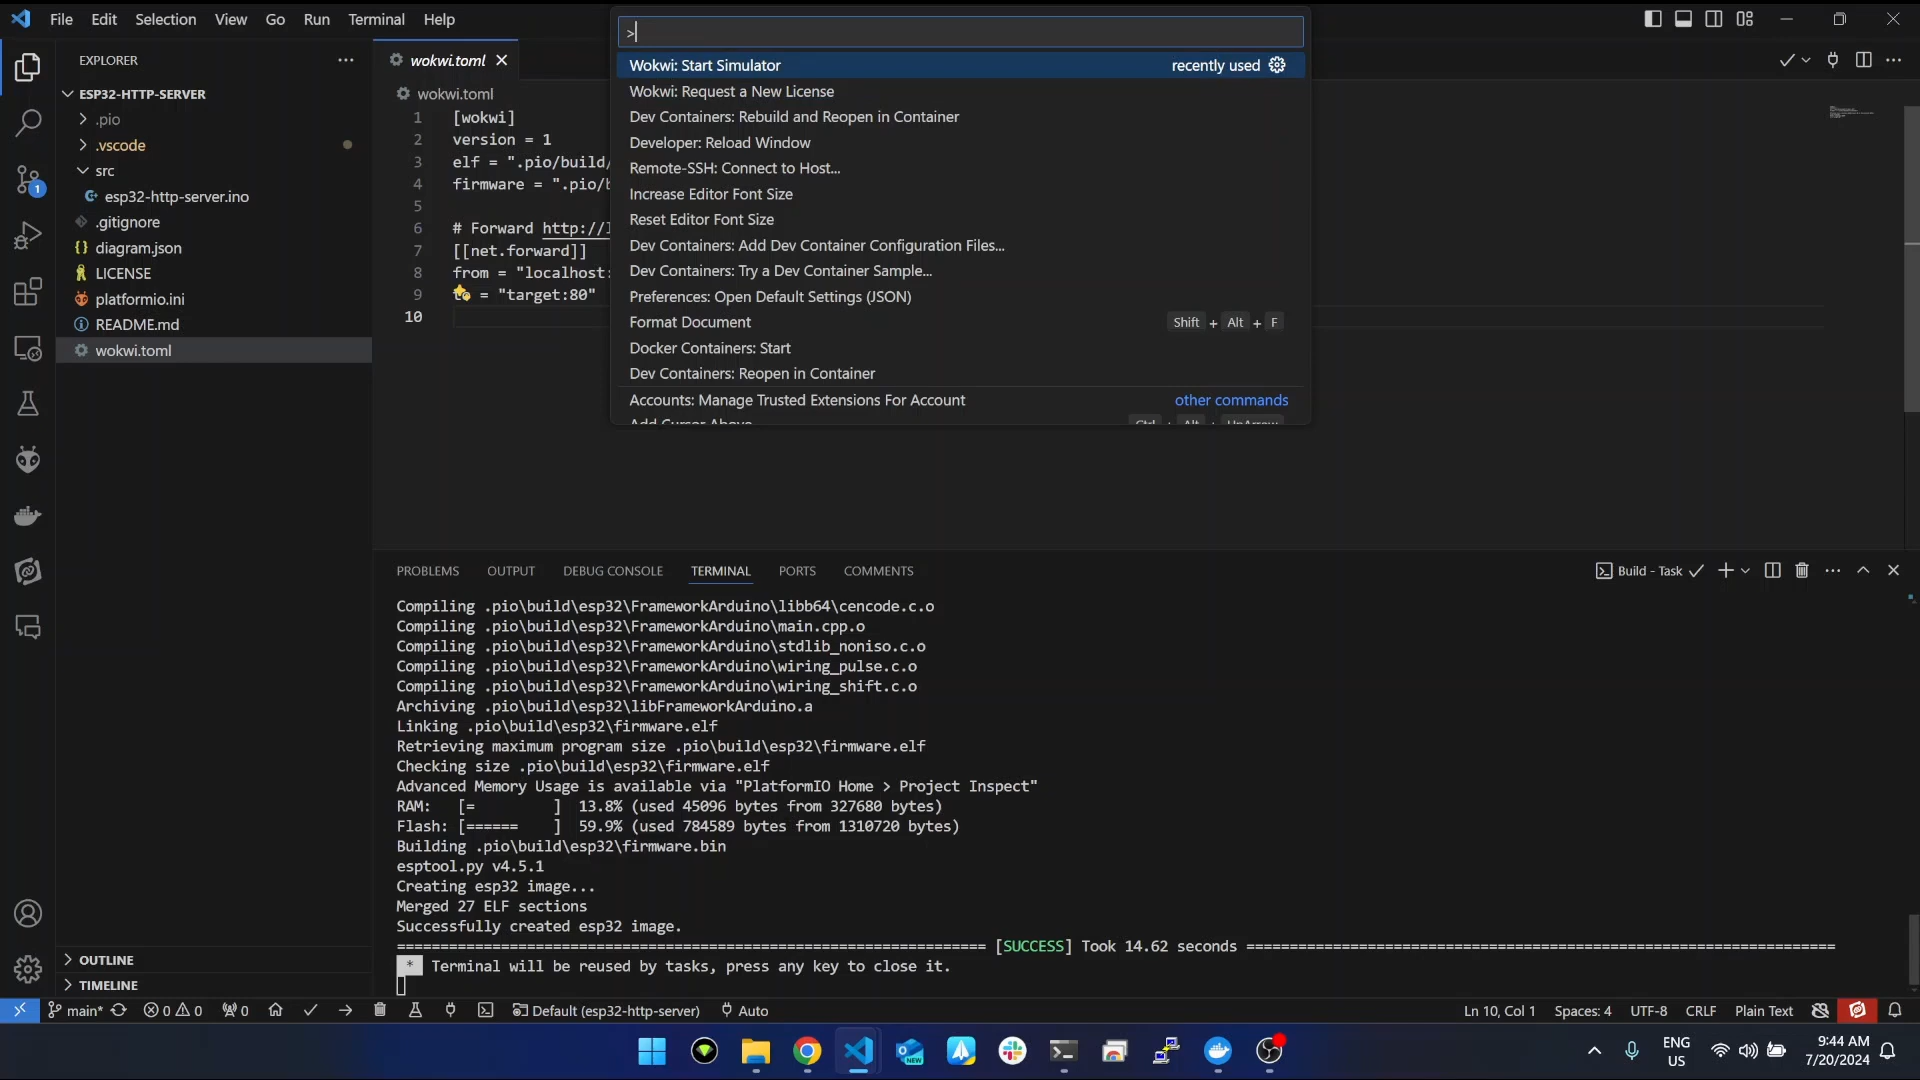 File Edit Selection View Go Run Terminal Help
>
EXPLORER
wokwi.toml
ESP32-HTTP-SERVER
.pio
.vscode
src
esp32-http-server.ino
.gitignore
diagram.json
LICENSE
platformio.ini
README.md
wokwi.toml
OUTLINE
TIMELINE
1
wokwi.toml
1 [wokwi]
2 version = 1
3 elf = ".pio/build/
4 firmware = ".pio/b
5
6 # Forward http://l
7 [[net.forward]]
8 from = "localhost:
9 = "target:80"
10
Wokwi: Start Simulator recently used
Wokwi: Request a New License
Dev Containers: Rebuild and Reopen in Container
Developer: Reload Window
Remote-SSH: Connect to Host...
Increase Editor Font Size
Reset Editor Font Size
Dev Containers: Add Dev Container Configuration Files...
Dev Containers: Try a Dev Container Sample...
Preferences: Open Default Settings (JSON)
Format Document Shift + Alt + F
Docker Containers: Start
Dev Containers: Reopen in Container
Accounts: Manage Trusted Extensions For Account other commands
Add Cursor Above Ctrl + Alt + UpArrow
PROBLEMS OUTPUT DEBUG CONSOLE TERMINAL PORTS COMMENTS Build - Task
Compiling .pio\build\esp32\FrameworkArduino\libb64\cencode.c.o
Compiling .pio\build\esp32\FrameworkArduino\main.cpp.o
Compiling .pio\build\esp32\FrameworkArduino\stdlib_noniso.c.o
Compiling .pio\build\esp32\FrameworkArduino\wiring_pulse.c.o
Compiling .pio\build\esp32\FrameworkArduino\wiring_shift.c.o
Archiving .pio\build\esp32\libFrameworkArduino.a
Linking .pio\build\esp32\firmware.elf
Retrieving maximum program size .pio\build\esp32\firmware.elf
Checking size .pio\build\esp32\firmware.elf
Advanced Memory Usage is available via "PlatformIO Home > Project Inspect"
RAM: [= ] 13.8% (used 45096 bytes from 327680 bytes)
Flash: [====== ] 59.9% (used 784589 bytes from 1310720 bytes)
Building .pio\build\esp32\firmware.bin
esptool.py v4.5.1
Creating esp32 image...
Merged 27 ELF sections
Successfully created esp32 image.
==================================================================== [SUCCESS] Took 14.62 seconds ====================================================================
* Terminal will be reused by tasks, press any key to close it.
main* 0 0 0 Default (esp32-http-server) Auto Ln 10, Col 1 Spaces: 4 UTF-8 CRLF Plain Text
NEW
ENG
US
9:44 AM
7/20/2024